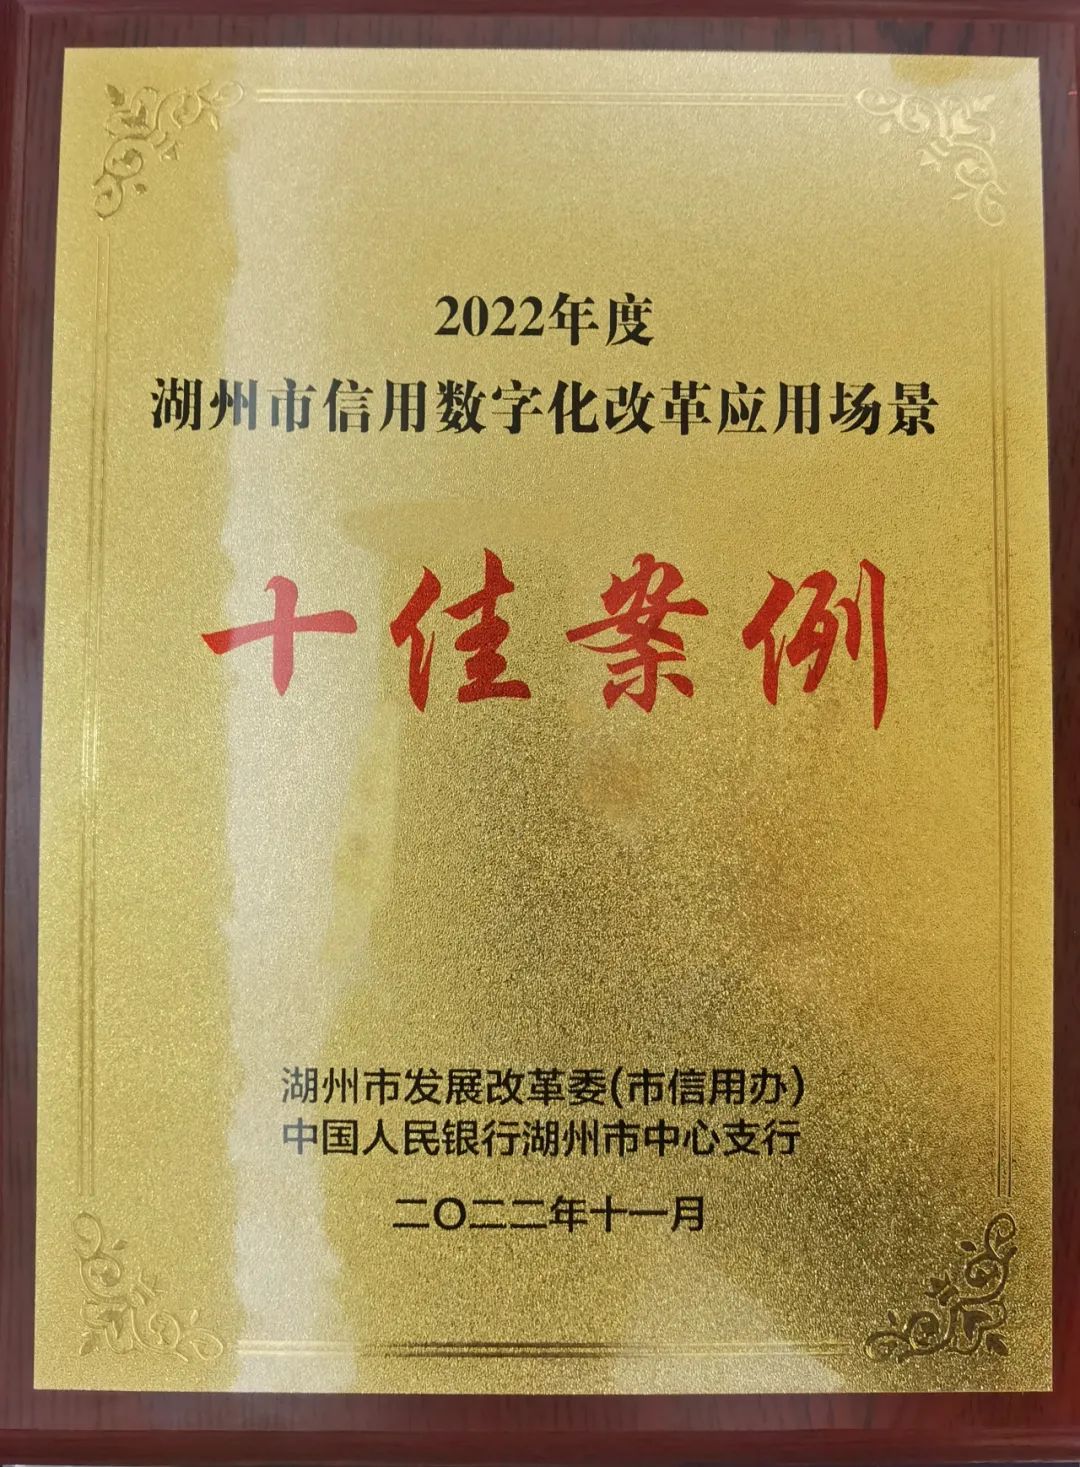 2022年度
湖州市信用数字化改革应用场景
十佳案例
湖州市发展改革委(市信用办)
中国人民银行湖州市中心支行
二〇二二年十一月